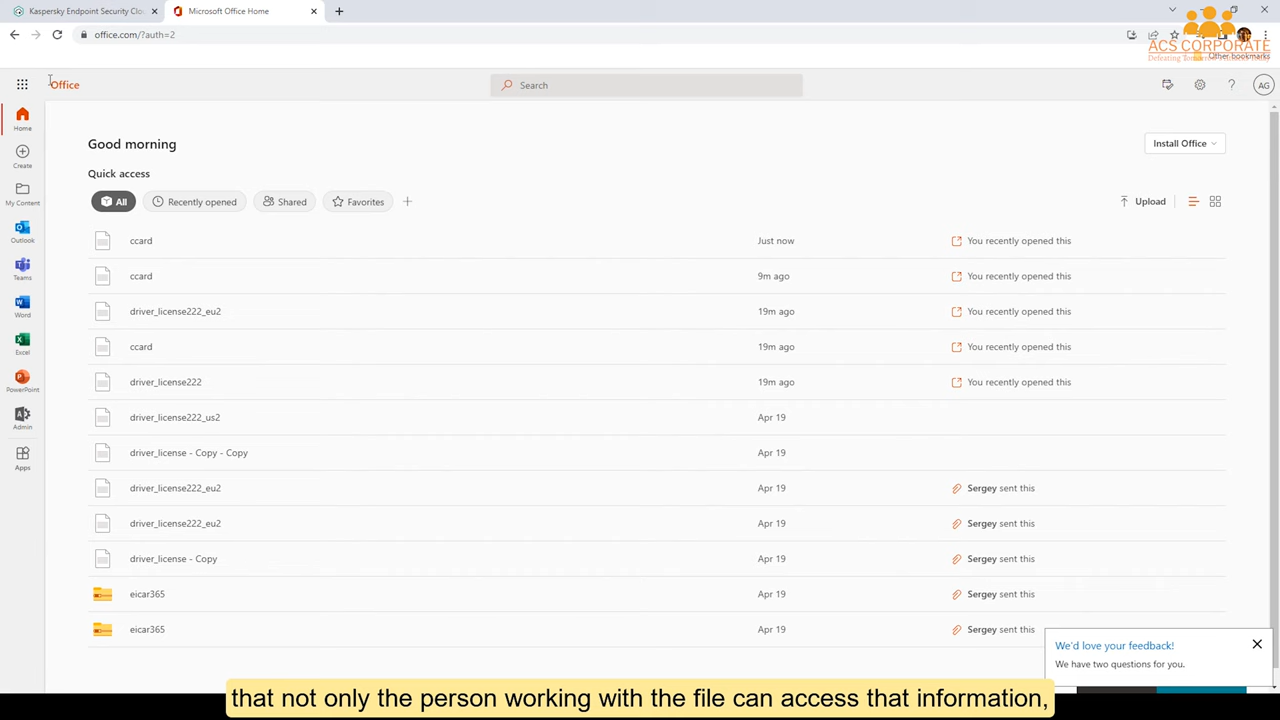 Kaspersky Endpoint Security Clou
Microsoft Office Home
office.com/?auth=2
ACS CORPORATE
Other bookmarks
Office
Search
AG
Home
Create
My Content
Outlook
Teams
Word
Excel
PowerPoint
Admin
Apps
Good morning
Install Office
Quick access
All
Recently opened
Shared
Favorites
Upload
ccard Just now You recently opened this
ccard 9m ago You recently opened this
driver_license222_eu2 19m ago You recently opened this
ccard 19m ago You recently opened this
driver_license222 19m ago You recently opened this
driver_license222_us2 Apr 19
driver_license - Copy - Copy Apr 19
driver_license222_eu2 Apr 19 Sergey sent this
driver_license222_eu2 Apr 19 Sergey sent this
driver_license - Copy Apr 19 Sergey sent this
eicar365 Apr 19 Sergey sent this
eicar365 Apr 19 Sergey sent this
We'd love your feedback!
We have two questions for you.
that not only the person working with the file can access that information,